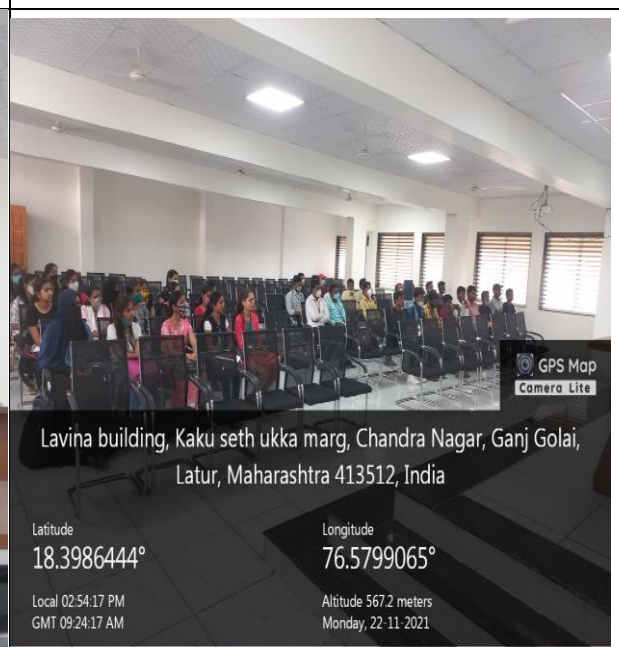 GPS Map
Camera Lite
Lavina building, Kaku seth ukka marg, Chandra Nagar, Ganj Golai,
Latur, Maharashtra 413512, India
Latitude
18.3986444°
Longitude
76.5799065°
Local 02:54:17 PM
GMT 09:24:17 AM
Altitude 567.2 meters
Monday, 22-11-2021